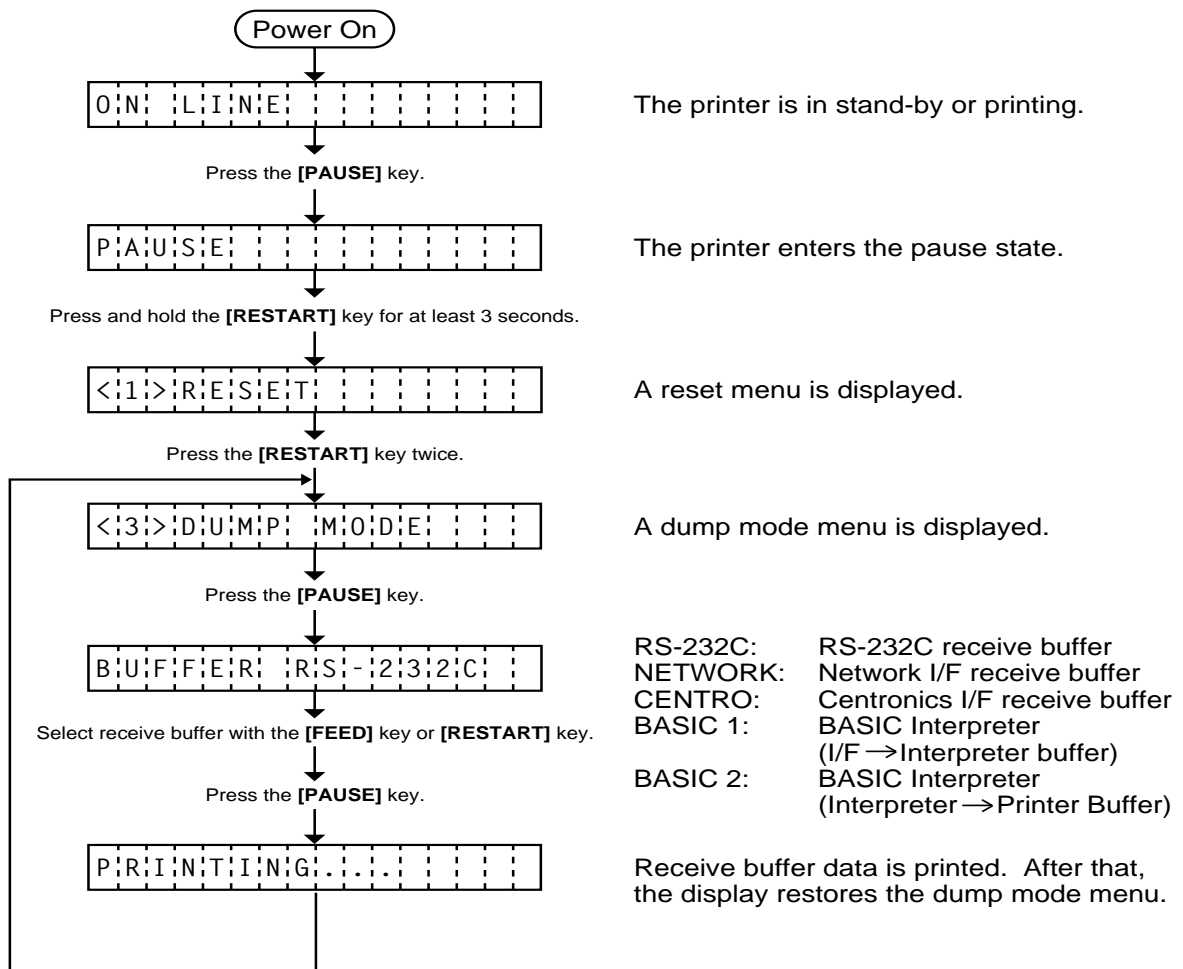 Power On
ON LINE
The printer is in stand-by or printing.
Press the [PAUSE] key.
PAUSE
The printer enters the pause state.
Press and hold the [RESTART] key for at least 3 seconds.
<1>RESET
A reset menu is displayed.
Press the [RESTART] key twice.
<3>DUMP MODE
A dump mode menu is displayed.
Press the [PAUSE] key.
BUFFER RS-232C
RS-232C: RS-232C receive buffer
NETWORK: Network I/F receive buffer
CENTRO: Centronics I/F receive buffer
BASIC 1: BASIC Interpreter
(I/F→Interpreter buffer)
BASIC 2: BASIC Interpreter
(Interpreter→Printer Buffer)
Select receive buffer with the [FEED] key or [RESTART] key.
Press the [PAUSE] key.
PRINTING....
Receive buffer data is printed. After that,
the display restores the dump mode menu.